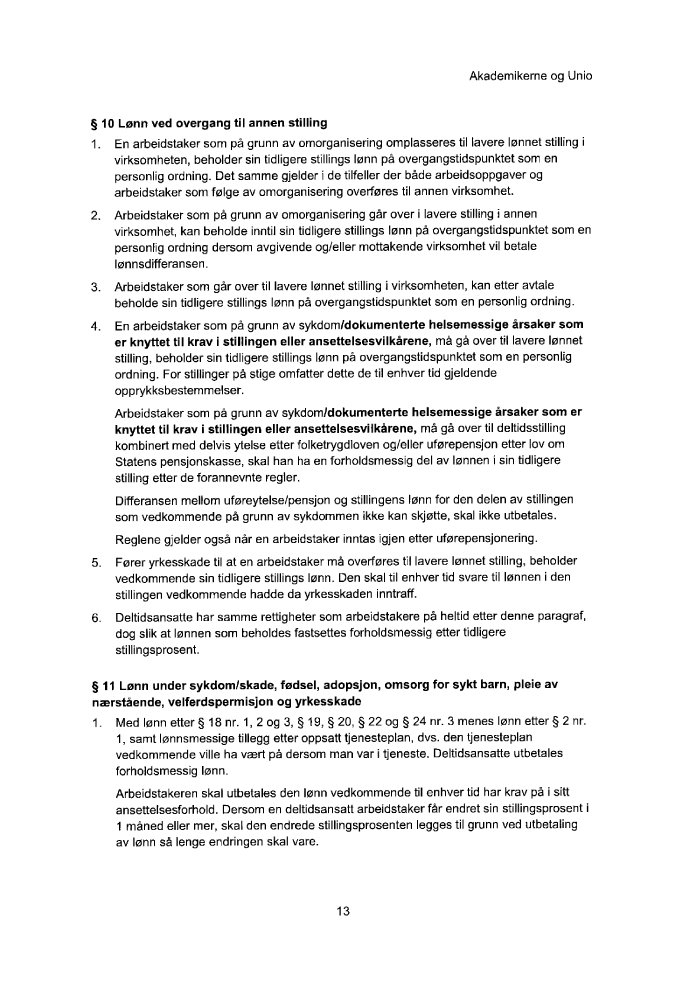 Akademikerne og Unio
§ 10 Lønn ved overgang til annen stilling
1. En arbeidstaker som på grunn av omorganisering omplasseres til lavere lønnet stilling i
virksomheten, beholder sin tidligere stillings lønn på overgangstidspunktet som en
personlig ordning. Det samme gjelder i de tilfeller der både arbeidsoppgaver og
arbeidstaker som følge av omorganisering overføres til annen virksomhet.
2. Arbeidstaker som på grunn av omorganisering går over i lavere stilling i annen
virksomhet, kan beholde inntil sin tidligere stillings lønn på overgangstidspunktet som en
personlig ordning dersom avgivende og/eller mottakende virksomhet vil betale
lønnsdifferansen.
3. Arbeidstaker som går over til lavere lønnet stilling i virksomheten, kan etter avtale
beholde sin tidligere stillings lønn på overgangstidspunktet som en personlig ordning.
4. En arbeidstaker som på grunn av sykdom/dokumenterte helsemessige årsaker som
er knyttet til krav i stillingen eller ansettelsesvilkårene, må gå over til lavere lønnet
stilling, beholder sin tidligere stillings lønn på overgangstidspunktet som en personlig
ordning. For stillinger på stige omfatter dette de til enhver tid gjeldende
opprykksbestemmelser.
Arbeidstaker som på grunn av sykdom/dokumenterte helsemessige årsaker som er
knyttet til krav i stillingen eller ansettelsesvilkårene, må gå over til deltidsstilling
kombinert med delvis ytelse etter folketrygdloven og/eller uførepensjon etter lov om
Statens pensjonskasse, skal han ha en forholdsmessig del av lønnen i sin tidligere
stilling etter de forannevnte regler.
Differansen mellom uføreytelse/pensjon og stillingens lønn for den delen av stillingen
som vedkommende på grunn av sykdommen ikke kan skjøtte, skal ikke utbetales.
Reglene gjelder også når en arbeidstaker inntas igjen etter uførepensjonering.
5. Fører yrkesskade til at en arbeidstaker må overføres til lavere lønnet stilling, beholder
vedkommende sin tidligere stillings lønn. Den skal til enhver tid svare til lønnen i den
stillingen vedkommende hadde da yrkesskaden inntraff.
6. Deltidsansatte har samme rettigheter som arbeidstakere på heltid etter denne paragraf,
dog slik at lønnen som beholdes fastsettes forholdsmessig etter tidligere
stillingsprosent.
§ 11 Lønn under sykdom/skade, fødsel, adopsjon, omsorg for sykt barn, pleie av
nærstående, velferdspermisjon og yrkesskade
1. Med lønn etter § 18 nr. 1, 2 og 3, § 19, § 20, § 22 og § 24 nr. 3 menes lønn etter § 2 nr.
1, samt lønnsmessige tillegg etter oppsatt tjenesteplan, dvs. den tjenesteplan
vedkommende ville ha vært på dersom man var i tjeneste. Deltidsansatte utbetales
forholdsmessig lønn.
Arbeidstakeren skal utbetales den lønn vedkommende til enhver tid har krav på i sitt
ansettelsesforhold. Dersom en deltidsansatt arbeidstaker får endret sin stillingsprosent i
1 måned eller mer, skal den endrede stillingsprosenten legges til grunn ved utbetaling
av lønn så lenge endringen skal vare.
13